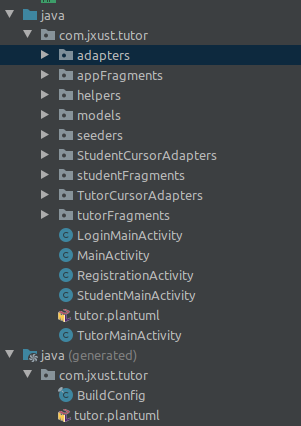 java
com.jxust.tutor
adapters
appFragments
helpers
models
seeders
StudentCursorAdapters
studentFragments
TutorCursorAdapters
tutorFragments
LoginMainActivity
MainActivity
RegistrationActivity
StudentMainActivity
tutor.plantuml
TutorMainActivity
java (generated)
com.jxust.tutor
BuildConfig
tutor.plantuml